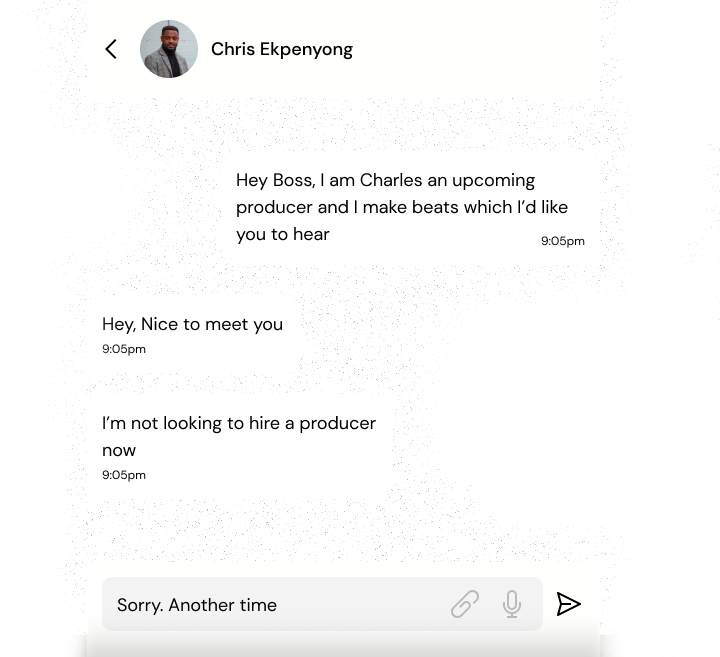 Chris Ekpenyong
Hey Boss, I am Charles an upcoming
producer and I make beats which I’d like
you to hear
9:05pm
Hey, Nice to meet you
9:05pm
I’m not looking to hire a producer
now
9:05pm
Sorry. Another time